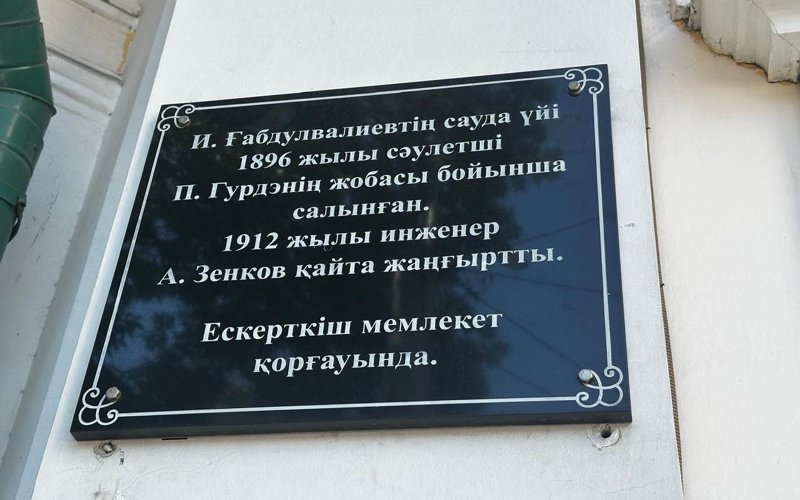 И. Ғабдулвалиевтің сауда үйі
1896 жылы сәулетші
П. Гурдэнің жобасы бойынша
салынған.
1912 жылы инженер
А. Зенков қайта жаңғыртты.
Ескерткіш мемлекет
қорғауында.